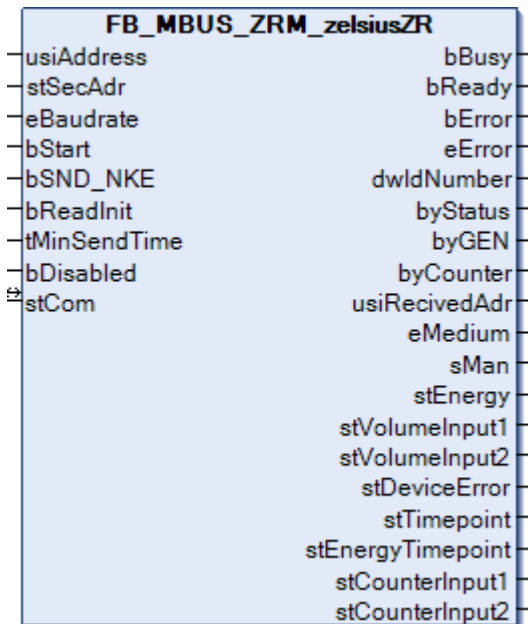 FB_MBUS_ZRM_zelsiusZR
usiAddress bBusy
stSecAdr bReady
eBaudrate bError
bStart eError
bSND_NKE dwIdNumber
bReadInit byStatus
tMinSendTime byGEN
bDisabled byCounter
stCom usiRecivedAdr
eMedium
sMan
stEnergy
stVolumeInput1
stVolumeInput2
stDeviceError
stTimepoint
stEnergyTimepoint
stCounterInput1
stCounterInput2